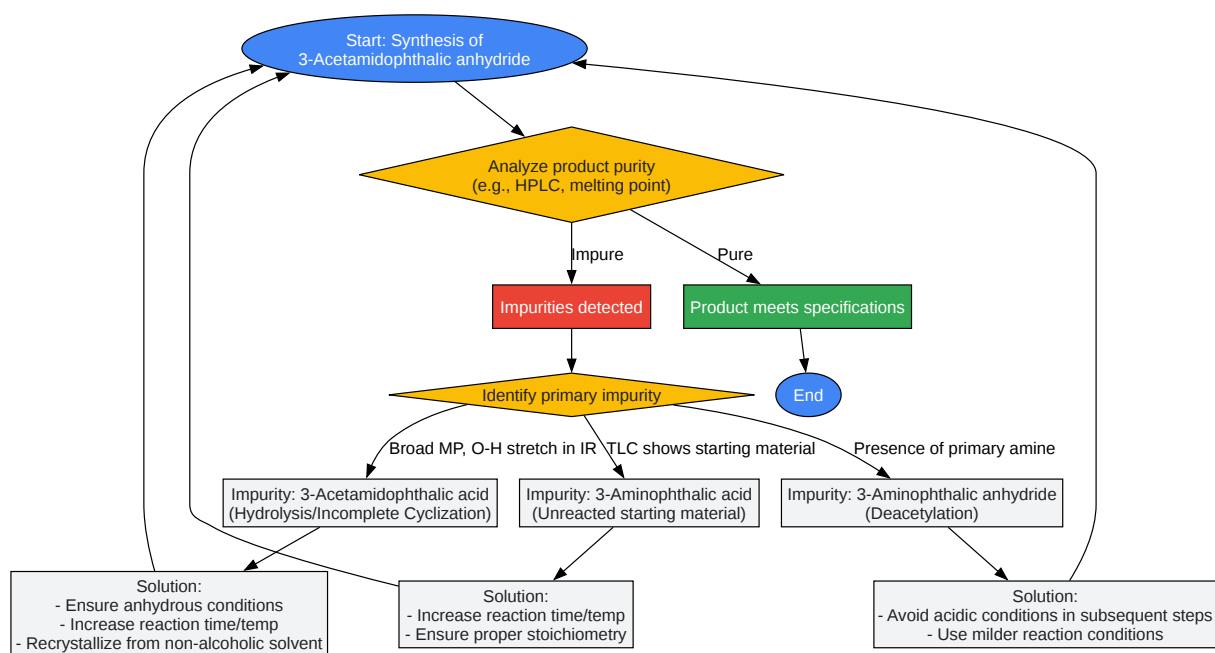 Start: Synthesis of
3-Acetamidophthalic anhydride
Analyze product purity
(e.g., HPLC, melting point)
Impure
Pure
Impurities detected
Product meets specifications
Identify primary impurity
End
Broad MP, O-H stretch in IR
TLC shows starting material
Presence of primary amine
Impurity: 3-Acetamidophthalic acid
(Hydrolysis/Incomplete Cyclization)
Impurity: 3-Aminophthalic acid
(Unreacted starting material)
Impurity: 3-Aminophthalic anhydride
(Deacetylation)
Solution:
- Ensure anhydrous conditions
- Increase reaction time/temp
- Recrystallize from non-alcoholic solvent
Solution:
- Increase reaction time/temp
- Ensure proper stoichiometry
Solution:
- Avoid acidic conditions in subsequent steps
- Use milder reaction conditions